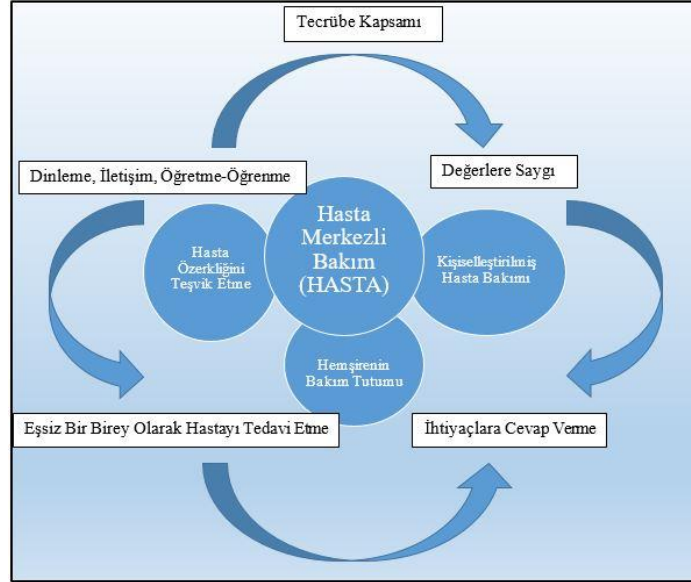 Tecrübe Kapsamı
Dinleme, İletişim, Öğretme-Öğrenme
Değerlere Saygı
Hasta
Merkezli
Bakım
(HASTA)
Hasta
Özerkliğini
Teşvik Etme
Kişiselleştirilmiş
Hasta Bakımı
Hemşirenin
Bakım Tutumu
Eşsiz Bir Birey Olarak Hastayı Tedavi Etme
İhtiyaçlara Cevap Verme